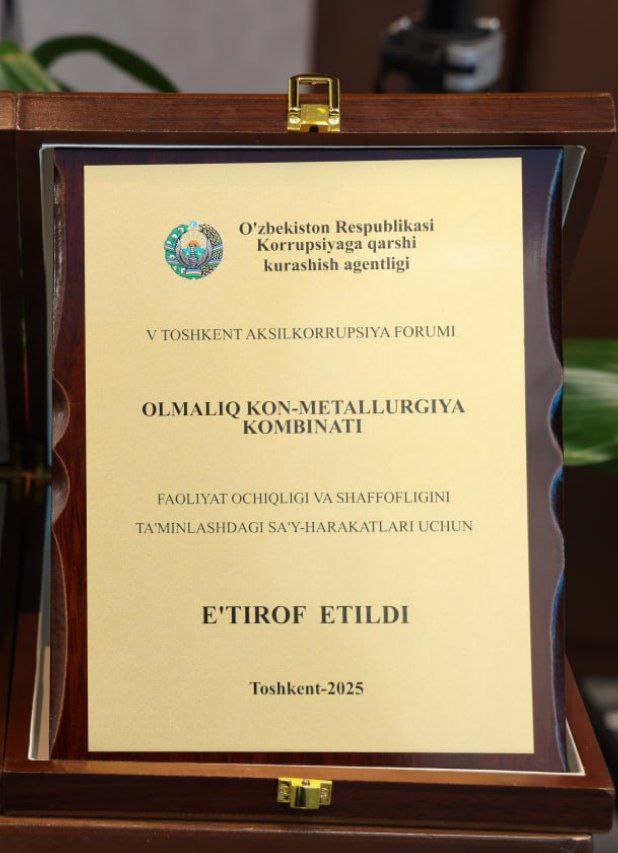 O'zbekiston Respublikasi
Korrupsiyaga qarshi
kurashish agentligi
V TOSHKENT AKSILKORRUPSIYA FORUMI
OLMALIQ KON-METALLURGIYA
KOMBINATI
FAOLIYAT OCHIQLIGI VA SHAFFOFLIGINI
TA'MINLASHDAGI SA'Y-HARAKATLARI UCHUN
E'TIROF ETILDI
Toshkent-2025